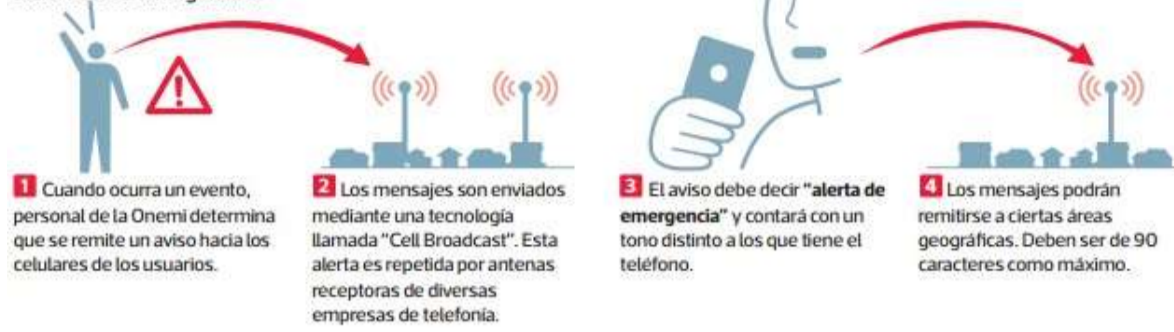 1 Cuando ocurra un evento,
personal de la Onemi determina
que se remite un aviso hacia los
celulares de los usuarios.
2 Los mensajes son enviados
mediante una tecnología
llamada "Cell Broadcast". Esta
alerta es repetida por antenas
receptoras de diversas
empresas de telefonía.
3 El aviso debe decir "alerta de
emergencia" y contará con un
tono distinto a los que tiene el
teléfono.
4 Los mensajes podrán
remitirse a ciertas áreas
geográficas. Deben ser de 90
caracteres como máximo.